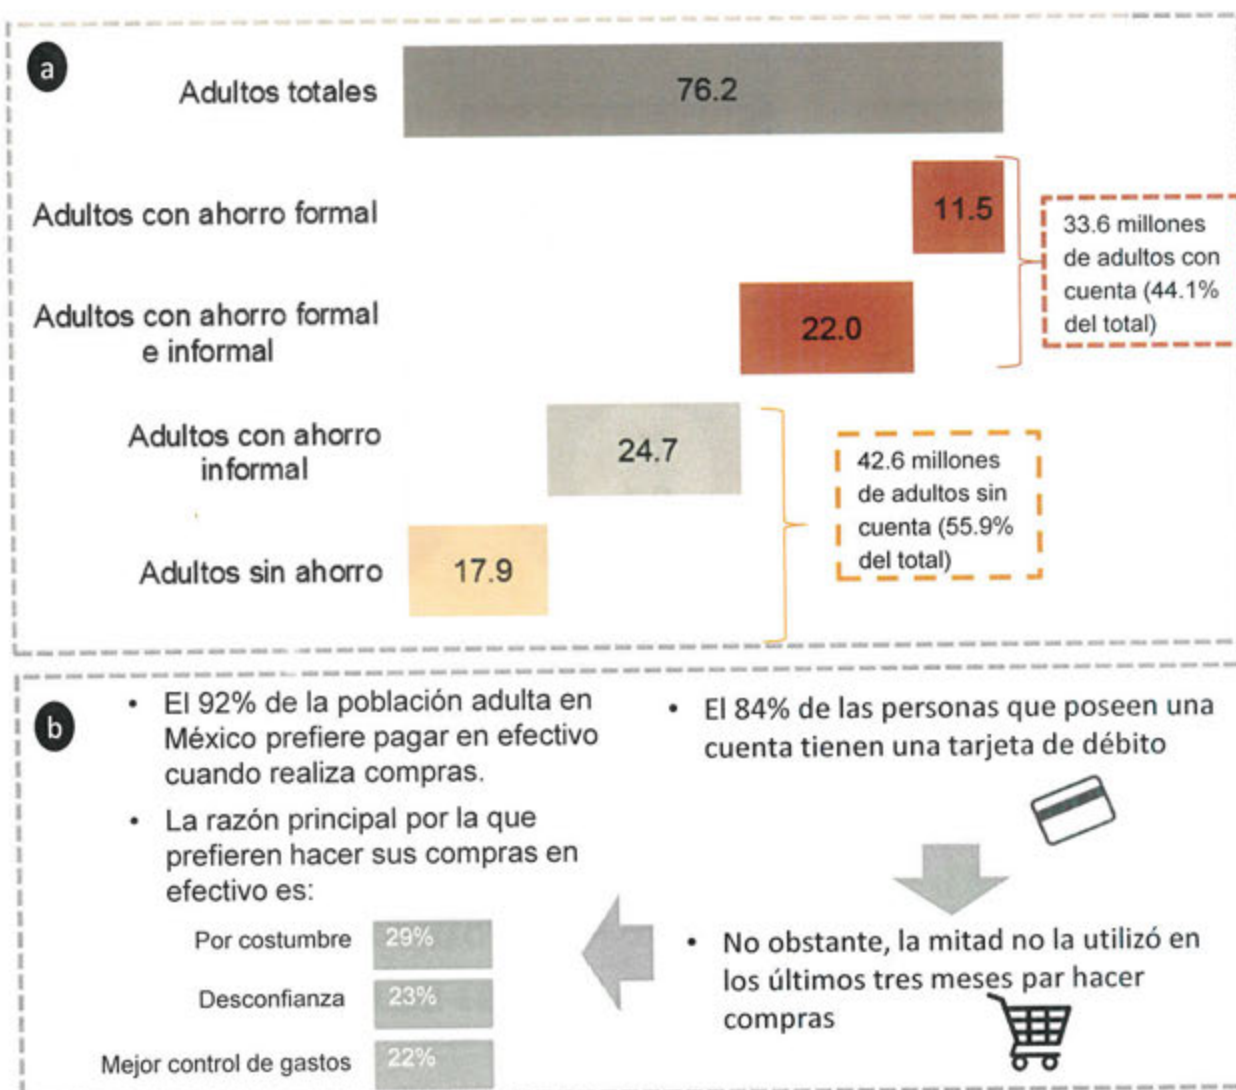 a
Adultos totales
76.2
Adultos con ahorro formal
11.5
Adultos con ahorro formal
e informal
22.0
33.6 millones
de adultos con
cuenta (44.1%
del total)
Adultos con ahorro
informal
24.7
Adultos sin ahorro
17.9
42.6 millones
de adultos sin
cuenta (55.9%
del total)
b
• El 92% de la población adulta en
México prefiere pagar en efectivo
cuando realiza compras.
• La razón principal por la que
prefieren hacer sus compras en
efectivo es:
Por costumbre 29%
Desconfianza 23%
Mejor control de gastos 22%
• El 84% de las personas que poseen una
cuenta tienen una tarjeta de débito
• No obstante, la mitad no la utilizó en
los últimos tres meses par hacer
compras